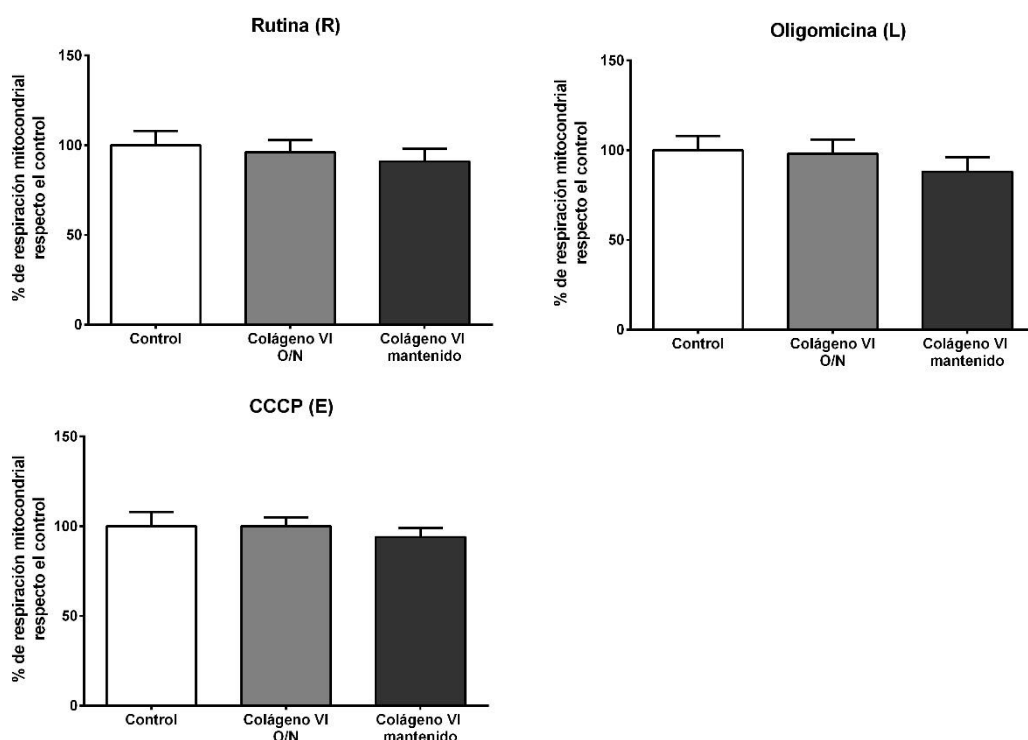 Rutina (R)
% de respiración mitocondrial
respecto el control
150
100
50
0
Control
Colágeno VI
O/N
Colágeno VI
mantenido
Oligomicina (L)
% de respiración mitocondrial
respecto el control
150
100
50
0
Control
Colágeno VI
O/N
Colágeno VI
mantenido
CCCP (E)
% de respiración mitocondrial
respecto el control
150
100
50
0
Control
Colágeno VI
O/N
Colágeno VI
mantenido